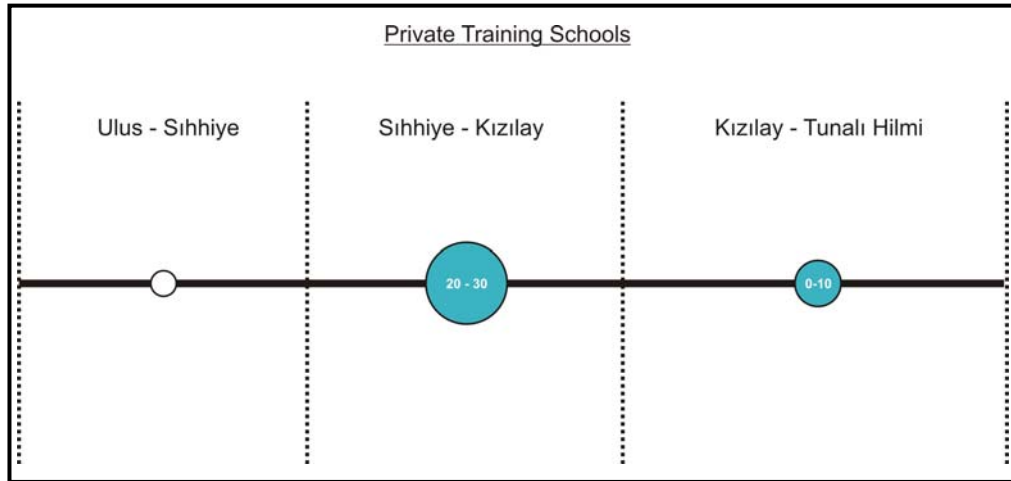 Private Training Schools
Ulus - Sıhhiye
Sıhhiye - Kızılay
Kızılay - Tunalı Hilmi
20 - 30
0-10